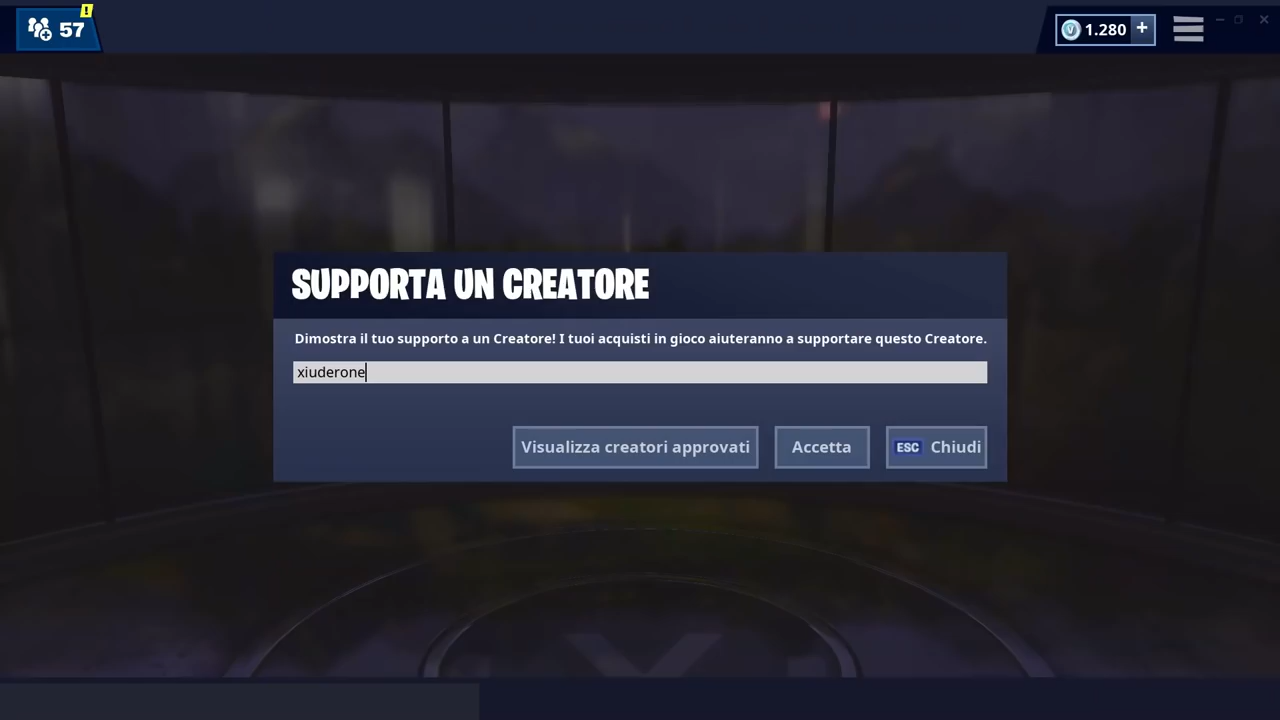 57
!
1.280 +
SUPPORTA UN CREATORE
Dimostra il tuo supporto a un Creatore! I tuoi acquisti in gioco aiuteranno a supportare questo Creatore.
xiuderone
Visualizza creatori approvati
Accetta
ESC Chiudi